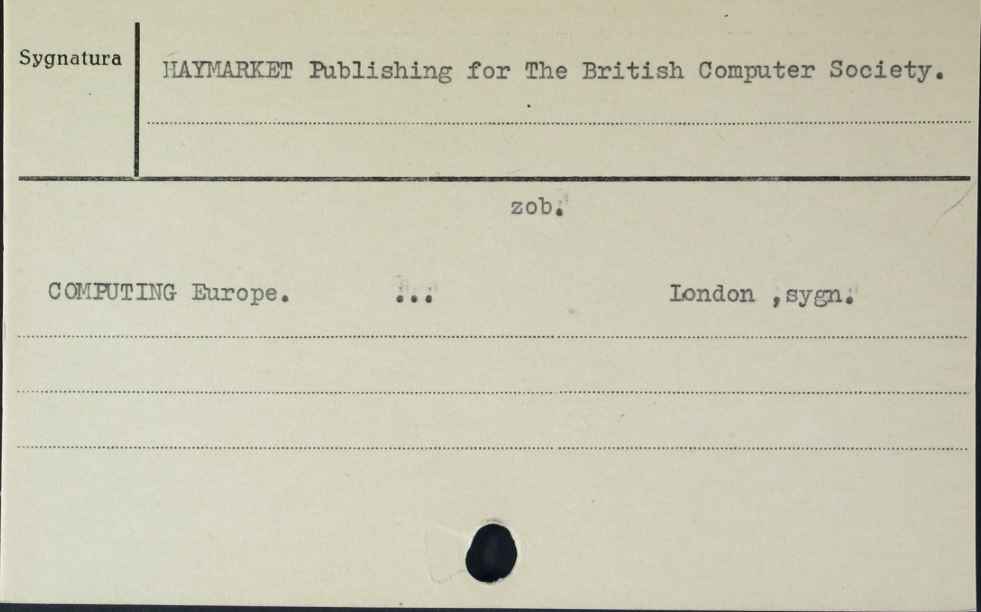 Sygnatura
HAYMARKET Publishing for The British Computer Society.
zob.
COMPUTING Europe. ... London ,sygn.